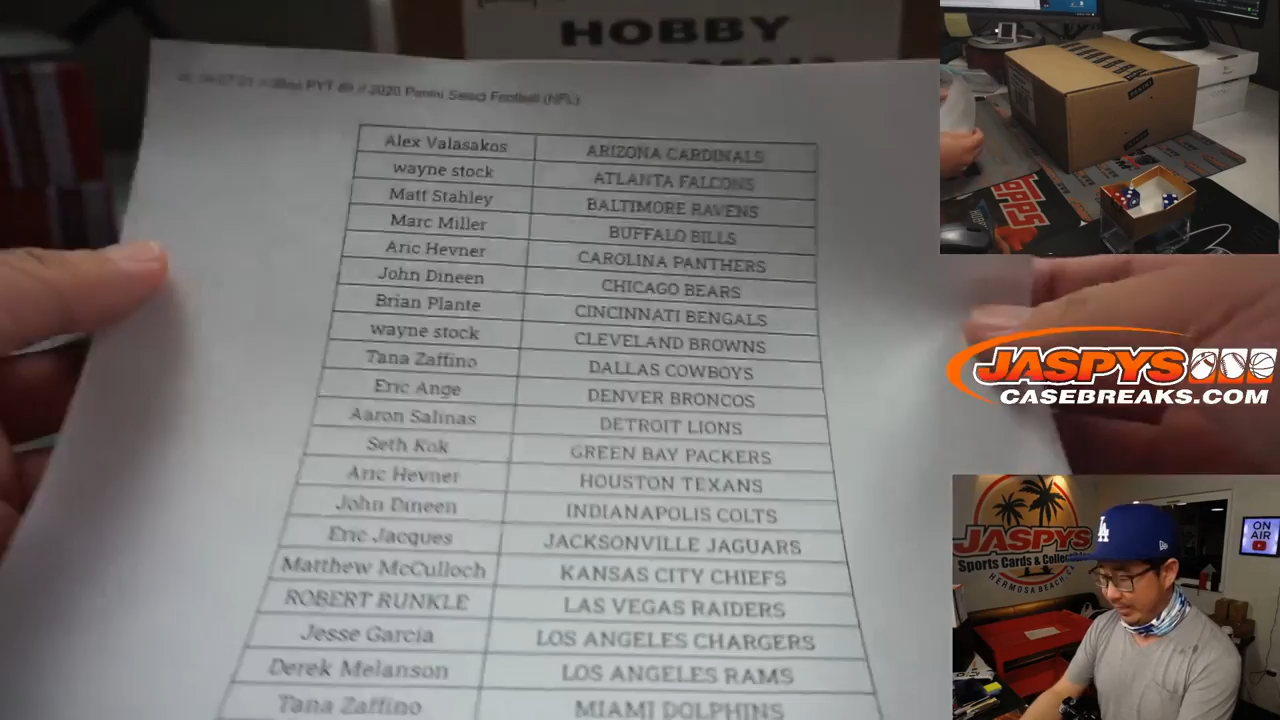 HOBBY
PYT # // 2020 Panini Select Football (NFL)
Alex Valasakos ARIZONA CARDINALS
wayne stock ATLANTA FALCONS
Matt Stahley BALTIMORE RAVENS
Marc Miller BUFFALO BILLS
Aric Hevner CAROLINA PANTHERS
John Dineen CHICAGO BEARS
Brian Plante CINCINNATI BENGALS
wayne stock CLEVELAND BROWNS
Tana Zaffino DALLAS COWBOYS
Eric Ange DENVER BRONCOS
Aaron Salinas DETROIT LIONS
Seth Kok GREEN BAY PACKERS
Aric Hevner HOUSTON TEXANS
John Dineen INDIANAPOLIS COLTS
Eric Jacques JACKSONVILLE JAGUARS
Matthew McCulloch KANSAS CITY CHIEFS
ROBERT RUNKLE LAS VEGAS RAIDERS
Jesse Garcia LOS ANGELES CHARGERS
Derek Melanson LOS ANGELES RAMS
Tana Zaffino MIAMI DOLPHINS
TOPPS
JASPYS
CASEBREAKS.COM
JASPYS
Sports Cards &
HERMOSA BEACH
LA
ON
AIR